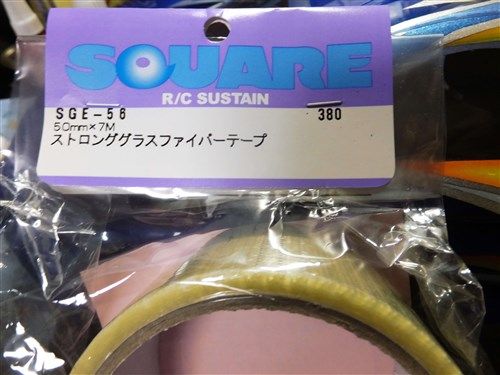 SQUARE
R/C SUSTAIN
SGE-56 380
50mm×7M
ストロンググラスファイバーテープ